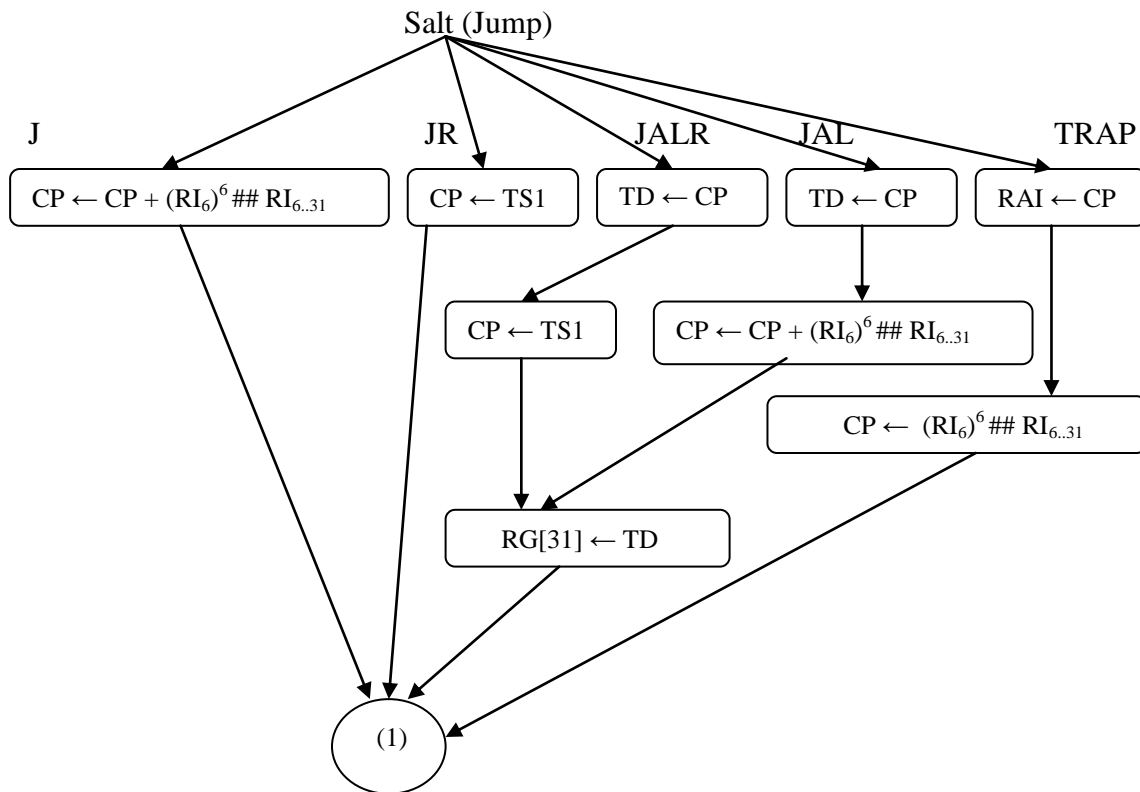 Salt (Jump)
J
JR
JALR
JAL
TRAP
CP ← CP + (RI₆)⁶ ## RI₆..₃₁
CP ← TS1
TD ← CP
TD ← CP
RAI ← CP
CP ← TS1
CP ← CP + (RI₆)⁶ ## RI₆..₃₁
CP ← (RI₆)⁶ ## RI₆..₃₁
RG[31] ← TD
(1)